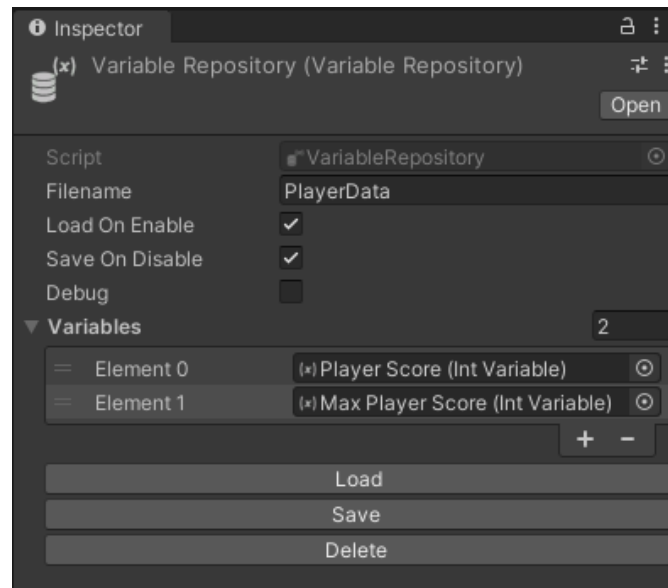 Inspector
(x) Variable Repository (Variable Repository)
Open
Script VariableRepository
Filename PlayerData
Load On Enable
Save On Disable
Debug
Variables 2
Element 0 (x) Player Score (Int Variable)
Element 1 (x) Max Player Score (Int Variable)
+ −
Load
Save
Delete